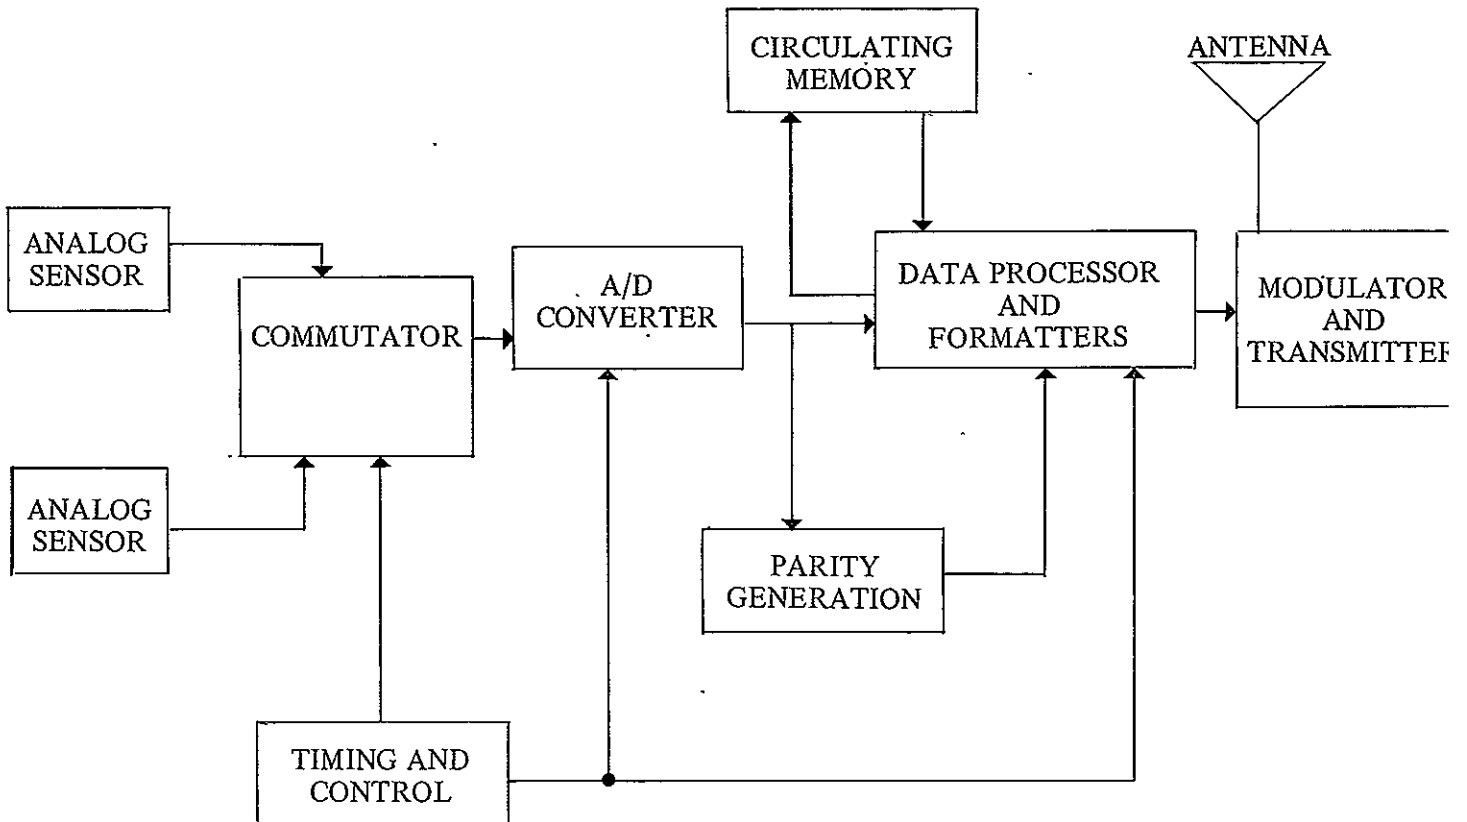 CIRCULATING
MEMORY
ANTENNA
ANALOG
SENSOR
COMMUTATOR
A/D
CONVERTER
DATA PROCESSOR
AND
FORMATTERS
MODULATOR
AND
TRANSMITTER
ANALOG
SENSOR
PARITY
GENERATION
TIMING AND
CONTROL